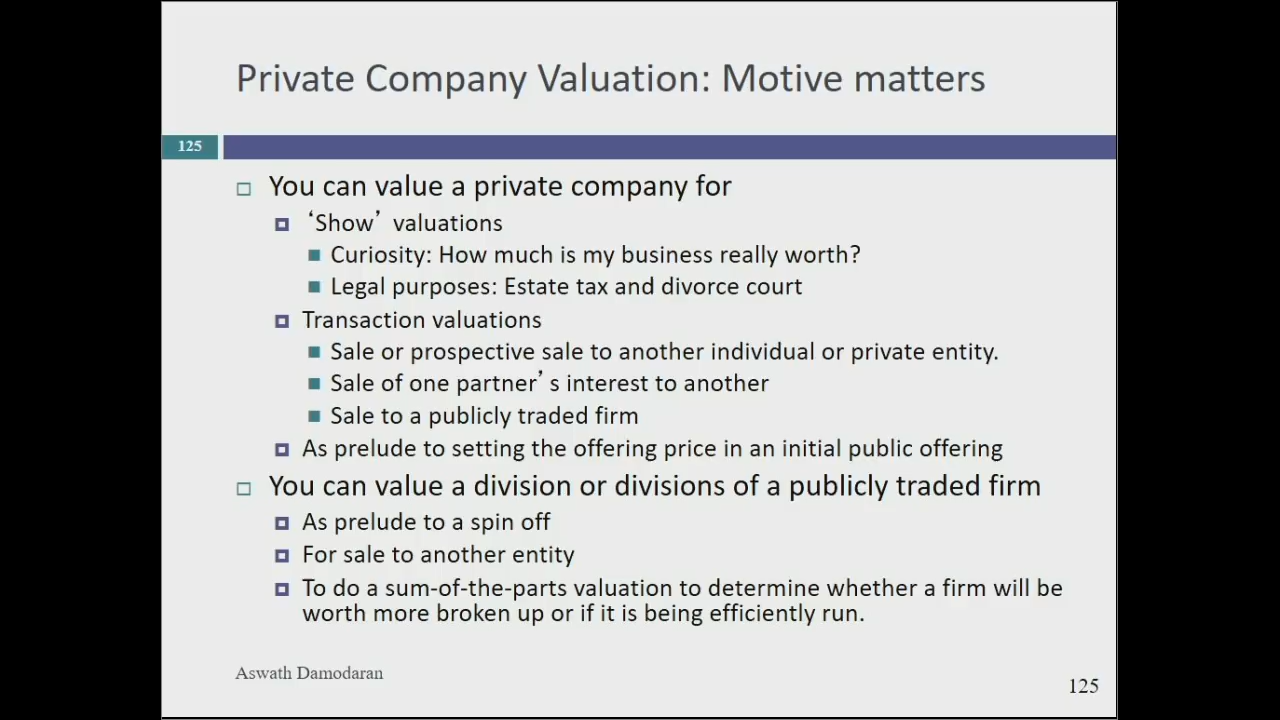 Private Company Valuation: Motive matters
125
You can value a private company for
‘Show’ valuations
Curiosity: How much is my business really worth?
Legal purposes: Estate tax and divorce court
Transaction valuations
Sale or prospective sale to another individual or private entity.
Sale of one partner’s interest to another
Sale to a publicly traded firm
As prelude to setting the offering price in an initial public offering
You can value a division or divisions of a publicly traded firm
As prelude to a spin off
For sale to another entity
To do a sum-of-the-parts valuation to determine whether a firm will be
worth more broken up or if it is being efficiently run.
Aswath Damodaran
125